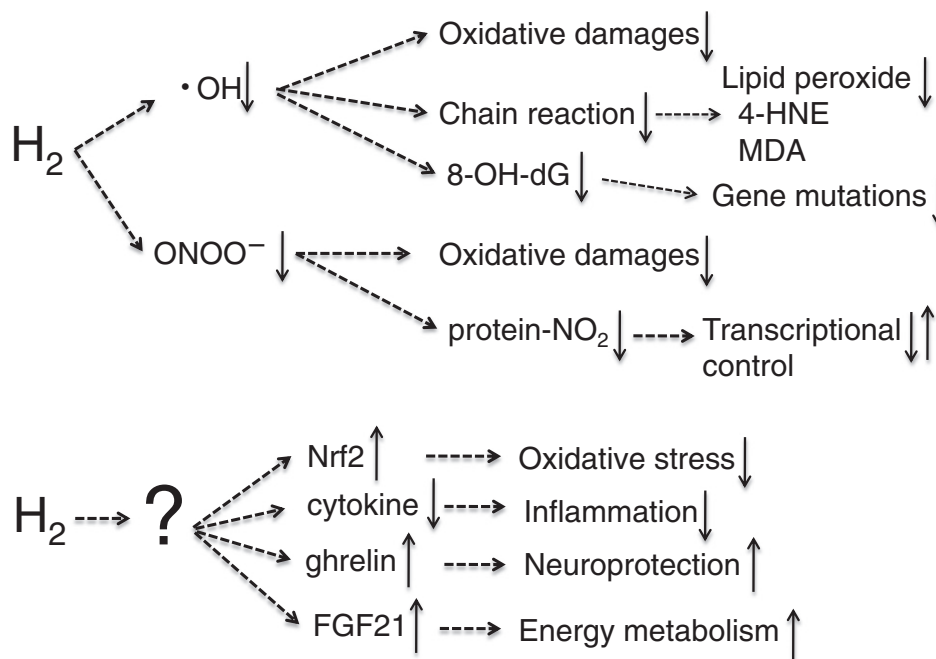 Oxidative damages↓
• OH↓
Lipid peroxide↓
Chain reaction↓
4-HNE
MDA
H₂
8-OH-dG↓
Gene mutations↓
ONOO⁻↓
Oxidative damages↓
protein-NO₂↓
Transcriptional↓↑
control
Nrf2↑
Oxidative stress↓
H₂
?
cytokine↓
Inflammation↓
ghrelin↑
Neuroprotection↑
FGF21↑
Energy metabolism↑